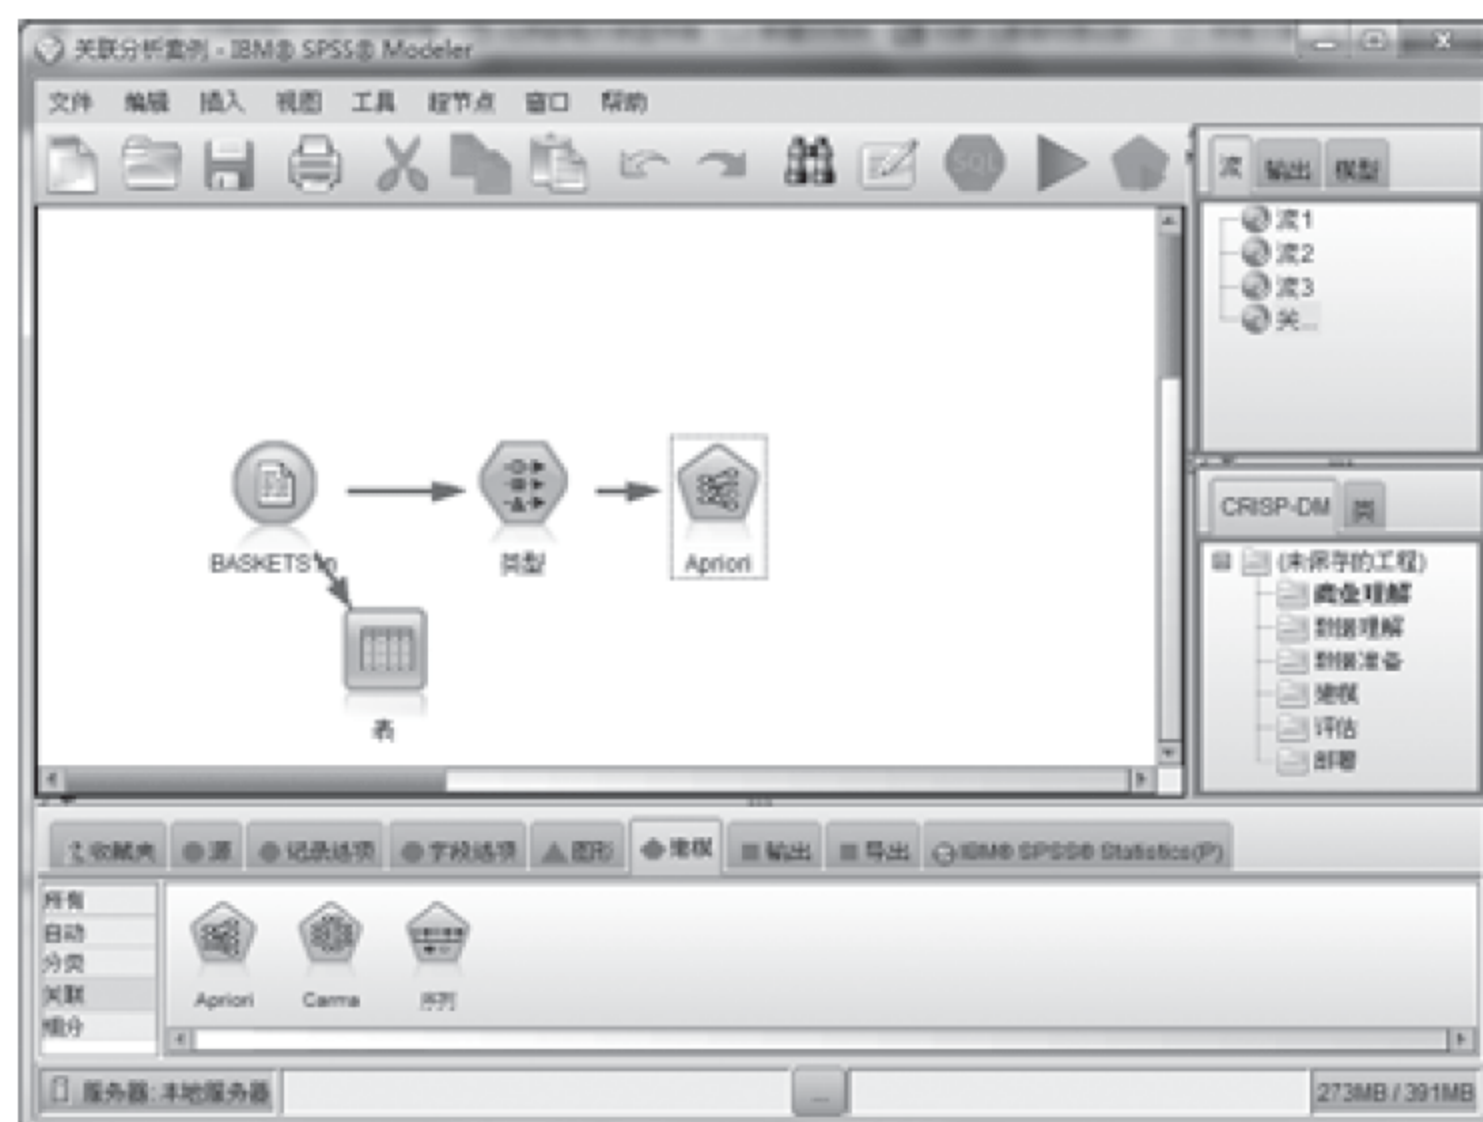 关联分析案例 - IBM® SPSS® Modeler
文件 编辑 插入 视图 工具 超节点 窗口 帮助
SQL
流 输出 模型
流1
流2
流3
关...
BASKETS1n
类型
Apriori
表
CRISP-DM 类
(未保存的工程)
商业理解
数据理解
数据准备
建模
评估
部署
收藏夹 源 记录选项 字段选项 图形 建模 输出 导出 IBM® SPSS® Statistics(P)
所有
自动
分类
关联
细分
Apriori Carma 序列
服务器: 本地服务器 ... 273MB / 391MB